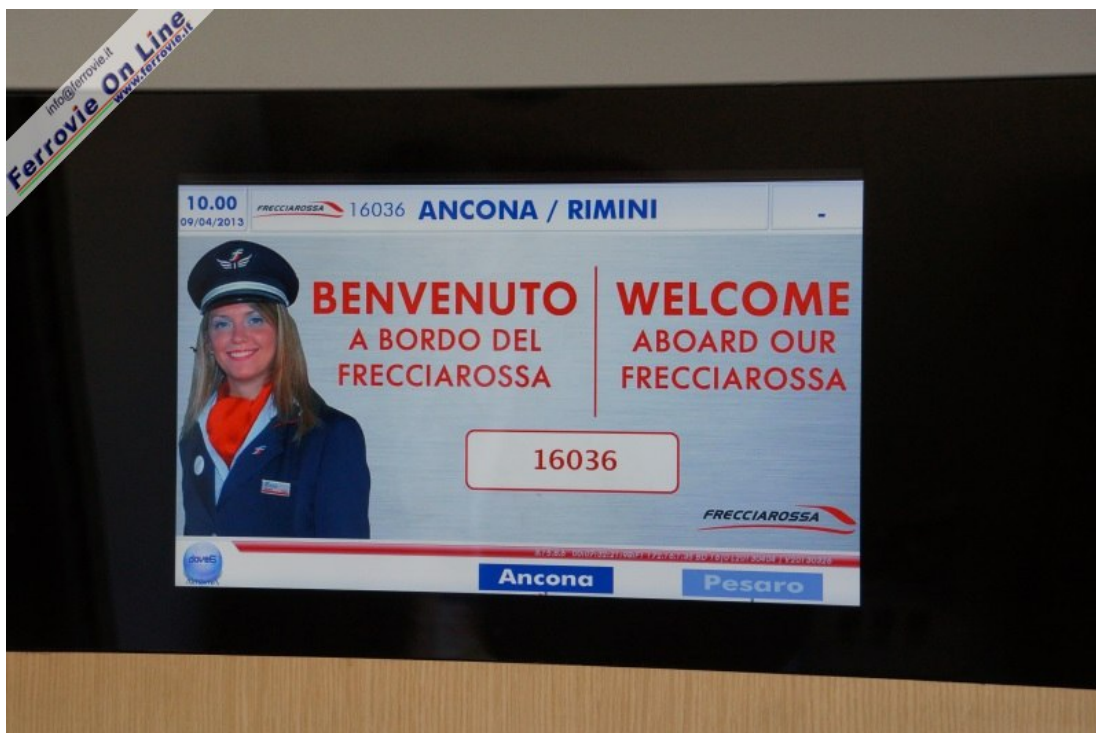 info@ferrovie.it
Ferrovie On Line
www.ferrovie.it
10.00
09/04/2013
FRECCIAROSSA 16036 ANCONA / RIMINI -
BENVENUTO
A BORDO DEL
FRECCIAROSSA
WELCOME
ABOARD OUR
FRECCIAROSSA
16036
FRECCIAROSSA
dove6
Ancona Pesaro